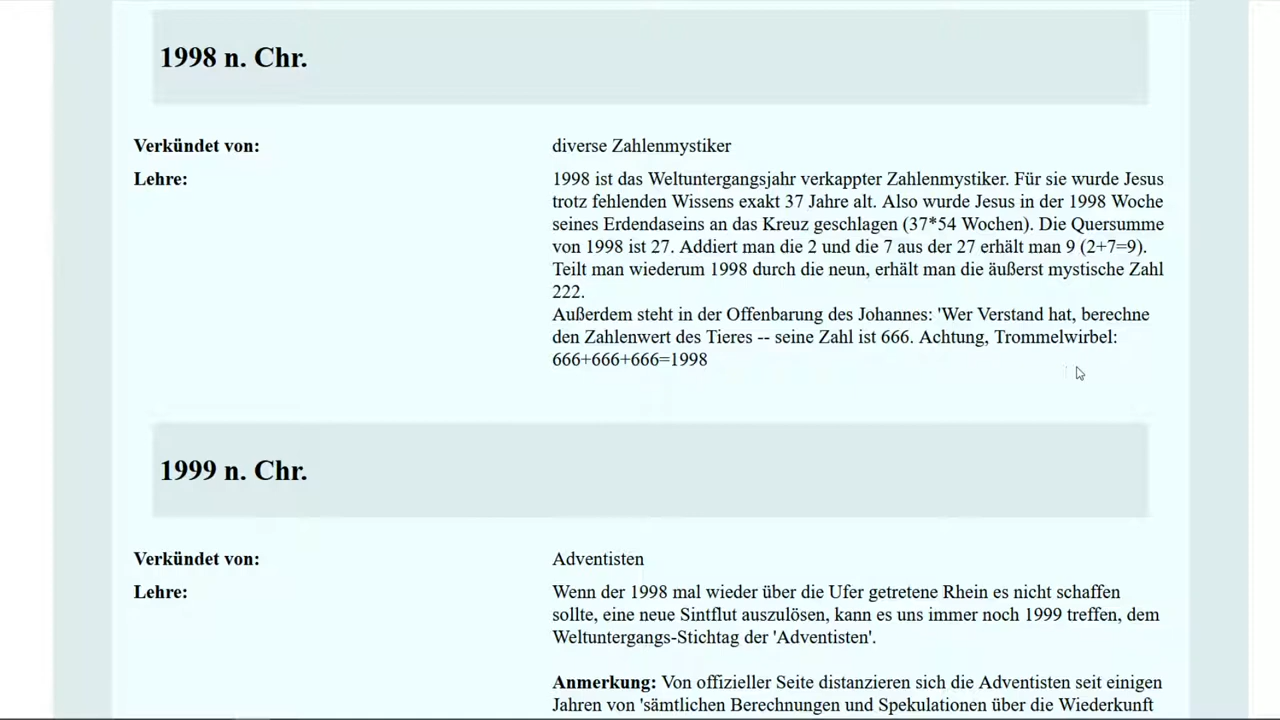 1998 n. Chr.
Verkündet von:
diverse Zahlenmystiker
Lehre:
1998 ist das Weltuntergangsjahr verkappter Zahlenmystiker. Für sie wurde Jesus
trotz fehlenden Wissens exakt 37 Jahre alt. Also wurde Jesus in der 1998 Woche
seines Erdendaseins an das Kreuz geschlagen (37*54 Wochen). Die Quersumme
von 1998 ist 27. Addiert man die 2 und die 7 aus der 27 erhält man 9 (2+7=9).
Teilt man wiederum 1998 durch die neun, erhält man die äußerst mystische Zahl
222.
Außerdem steht in der Offenbarung des Johannes: 'Wer Verstand hat, berechne
den Zahlenwert des Tieres -- seine Zahl ist 666. Achtung, Trommelwirbel:
666+666+666=1998
1999 n. Chr.
Verkündet von:
Adventisten
Lehre:
Wenn der 1998 mal wieder über die Ufer getretene Rhein es nicht schaffen
sollte, eine neue Sintflut auszulösen, kann es uns immer noch 1999 treffen, dem
Weltuntergangs-Stichtag der 'Adventisten'.
Anmerkung: Von offizieller Seite distanzieren sich die Adventisten seit einigen
Jahren von 'sämtlichen Berechnungen und Spekulationen über die Wiederkunft